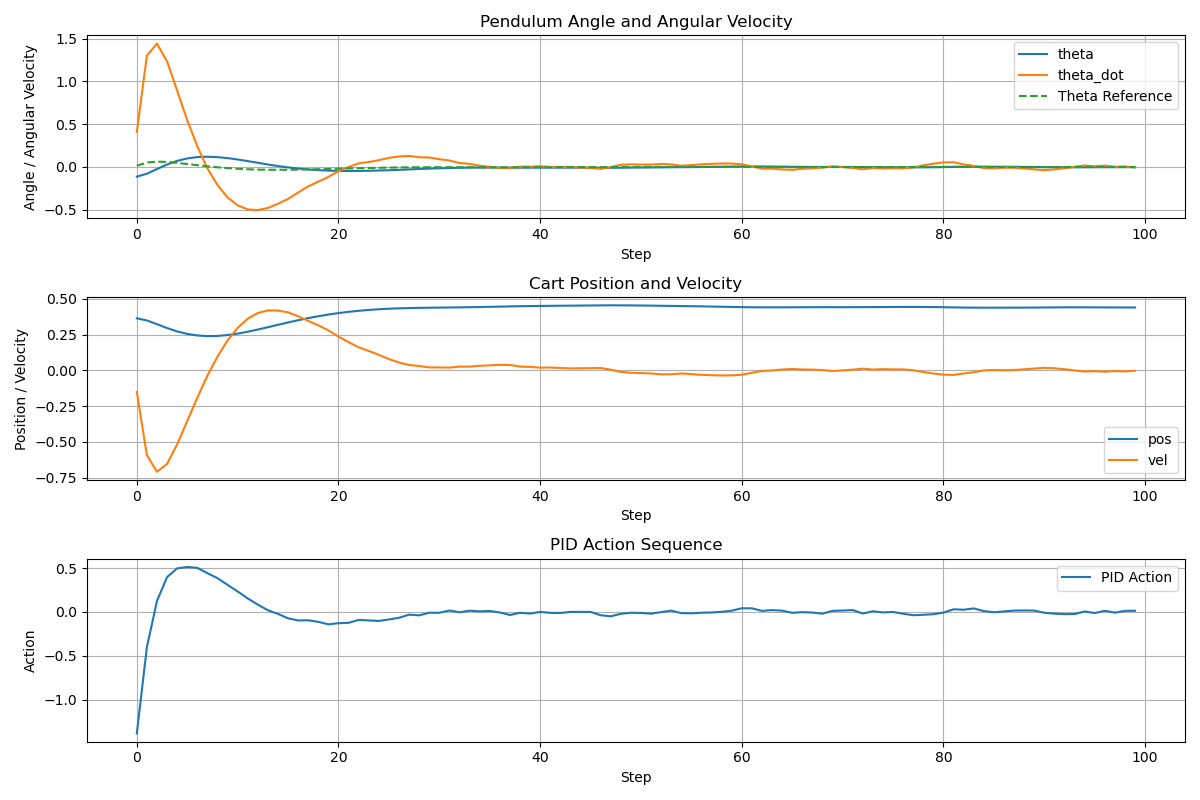 Pendulum Angle and Angular Velocity
Angle / Angular Velocity
1.5
1.0
0.5
0.0
−0.5
theta
theta_dot
Theta Reference
0 20 40 60 80 100
Step
Cart Position and Velocity
Position / Velocity
0.50
0.25
0.00
−0.25
−0.50
−0.75
pos
vel
0 20 40 60 80 100
Step
PID Action Sequence
Action
0.5
0.0
−0.5
−1.0
PID Action
0 20 40 60 80 100
Step